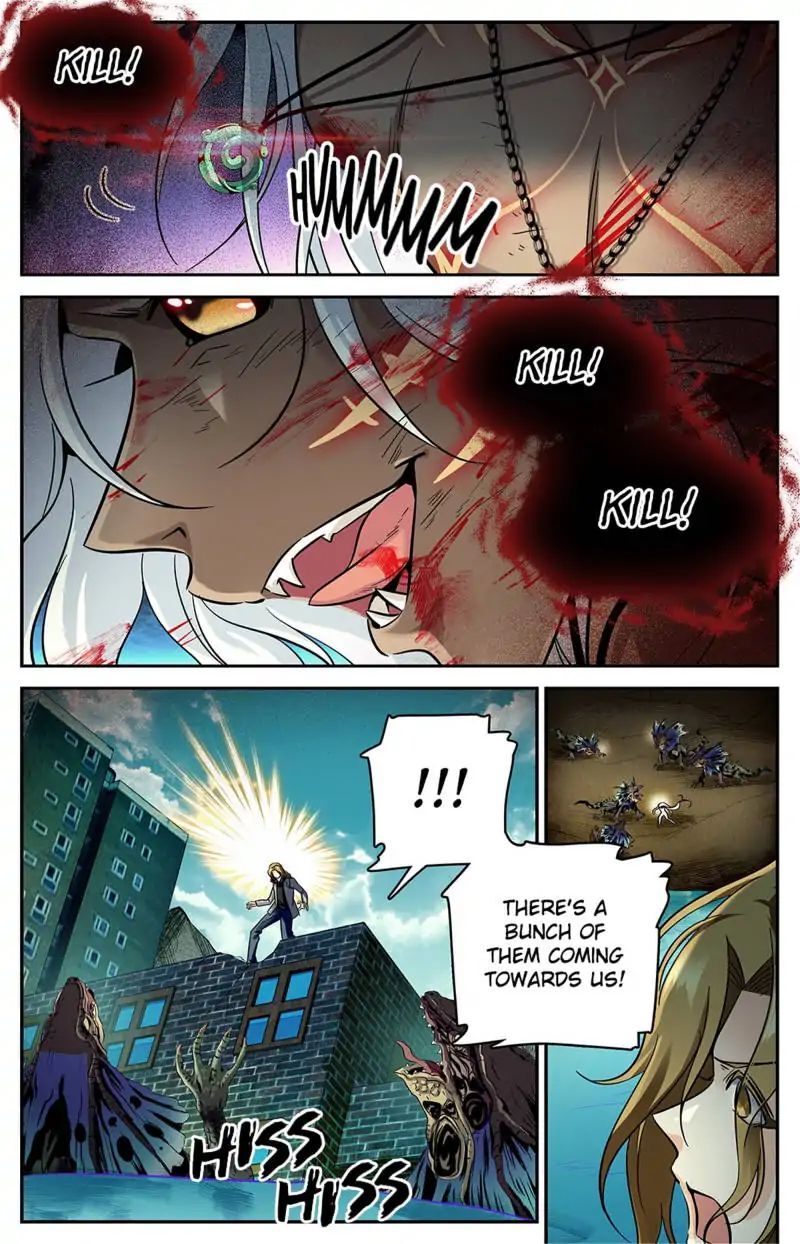 KILL!
HUMMMM
KILL!
KILL!
!!!
THERE'S A
BUNCH OF
THEM COMING
TOWARDS US!
HISS
HISS